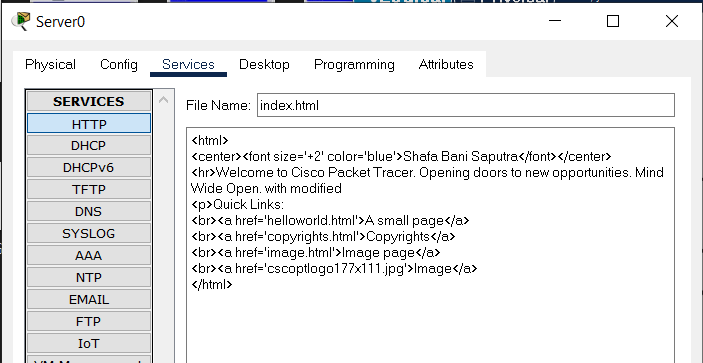 Server0
Physical Config Services Desktop Programming Attributes
SERVICES
HTTP
DHCP
DHCPv6
TFTP
DNS
SYSLOG
AAA
NTP
EMAIL
FTP
IoT
File Name: index.html
<html>
<center><font size='+2' color='blue'>Shafa Bani Saputra</font></center>
<hr>Welcome to Cisco Packet Tracer. Opening doors to new opportunities. Mind
Wide Open. with modified
<p>Quick Links:
<br><a href='helloworld.html'>A small page</a>
<br><a href='copyrights.html'>Copyrights</a>
<br><a href='image.html'>Image page</a>
<br><a href='cscoptlogo177x111.jpg'>Image</a>
</html>